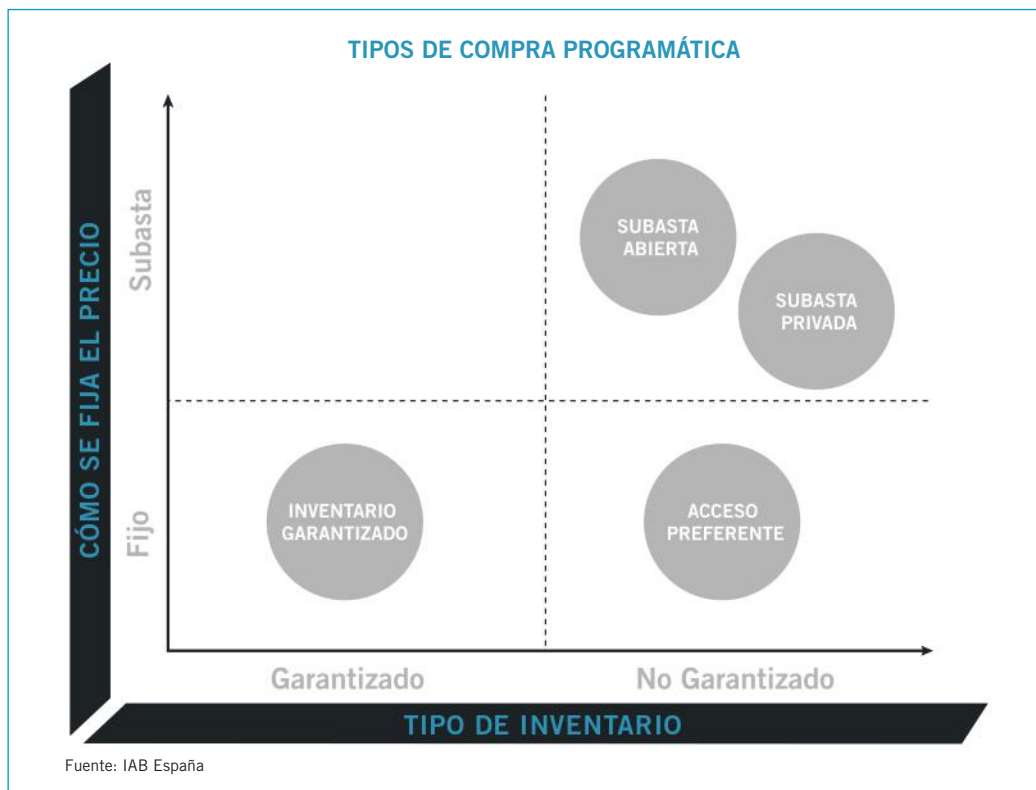 TIPOS DE COMPRA PROGRAMÁTICA
CÓMO SE FIJA EL PRECIO
Subasta
Fijo
SUBASTA
ABIERTA
SUBASTA
PRIVADA
INVENTARIO
GARANTIZADO
ACCESO
PREFERENTE
Garantizado
No Garantizado
TIPO DE INVENTARIO
Fuente: IAB España